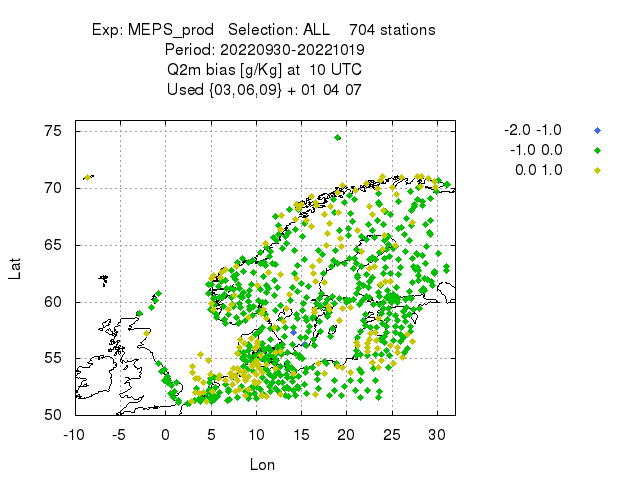 Exp: MEPS_prod Selection: ALL 704 stations
Period: 20220930-20221019
Q2m bias [g/Kg] at 10 UTC
Used {03,06,09} + 01 04 07
-2.0 -1.0
-1.0 0.0
0.0 1.0
75
70
65
60
55
50
Lat
-10 -5 0 5 10 15 20 25 30
Lon